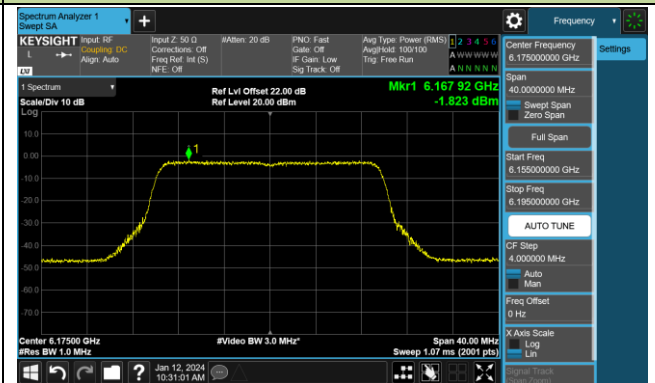 Spectrum Analyzer 1
Swept SA
+
Frequency
KEYSIGHT
L
Input: RF
Coupling: DC
Align: Auto
Input Z: 50 Ω
Corrections: Off
Freq Ref: Int (S)
NFE: Off
#Atten: 20 dB
PNO: Fast
Gate: Off
IF Gain: Low
Sig Track: Off
Avg Type: Power (RMS)
Avg|Hold: 100/100
Trig: Free Run
1 2 3 4 5 6
A W W W W W
A N N N N N
1 Spectrum
Scale/Div 10 dB
Ref Lvl Offset 22.00 dB
Ref Level 20.00 dBm
Mkr1 6.167 92 GHz
-1.823 dBm
Log
10.0
0.00
-10.0
-20.0
-30.0
-40.0
-50.0
-60.0
-70.0
1
Center 6.17500 GHz
#Res BW 1.0 MHz
#Video BW 3.0 MHz*
Span 40.00 MHz
Sweep 1.07 ms (2001 pts)
Center Frequency
6.175000000 GHz
Settings
Span
40.0000000 MHz
Swept Span
Zero Span
Full Span
Start Freq
6.155000000 GHz
Stop Freq
6.195000000 GHz
AUTO TUNE
CF Step
4.000000 MHz
Auto
Man
Freq Offset
0 Hz
X Axis Scale
Log
Lin
Signal Track
(Span Zoom)
?
Jan 12, 2024
10:31:01 AM